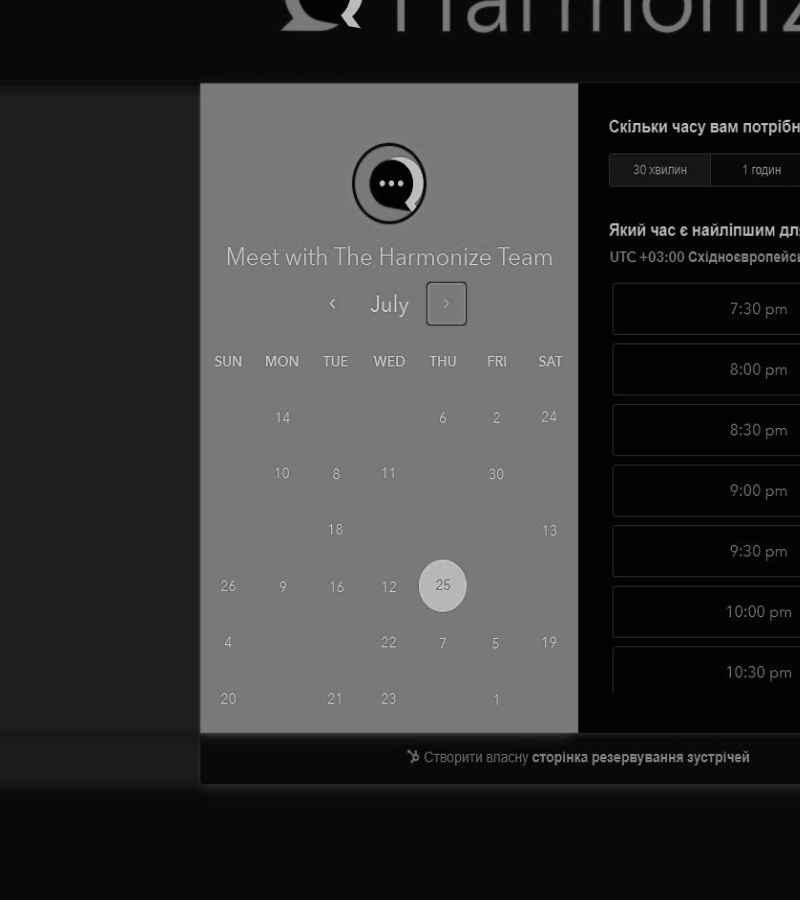 Harmoniz
Meet with The Harmonize Team
July
SUN MON TUE WED THU FRI SAT
14 6 2 24
10 8 11 30
18 13
26 9 16 12 25
4 22 7 5 19
20 21 23 1
Скільки часу вам потрібн
30 хвилин 1 годин
Який час є найліпшим дл
UTC +03:00 Східноєвропейсь
7:30 pm
8:00 pm
8:30 pm
9:00 pm
9:30 pm
10:00 pm
10:30 pm
Створити власну сторінка резервування зустрічей